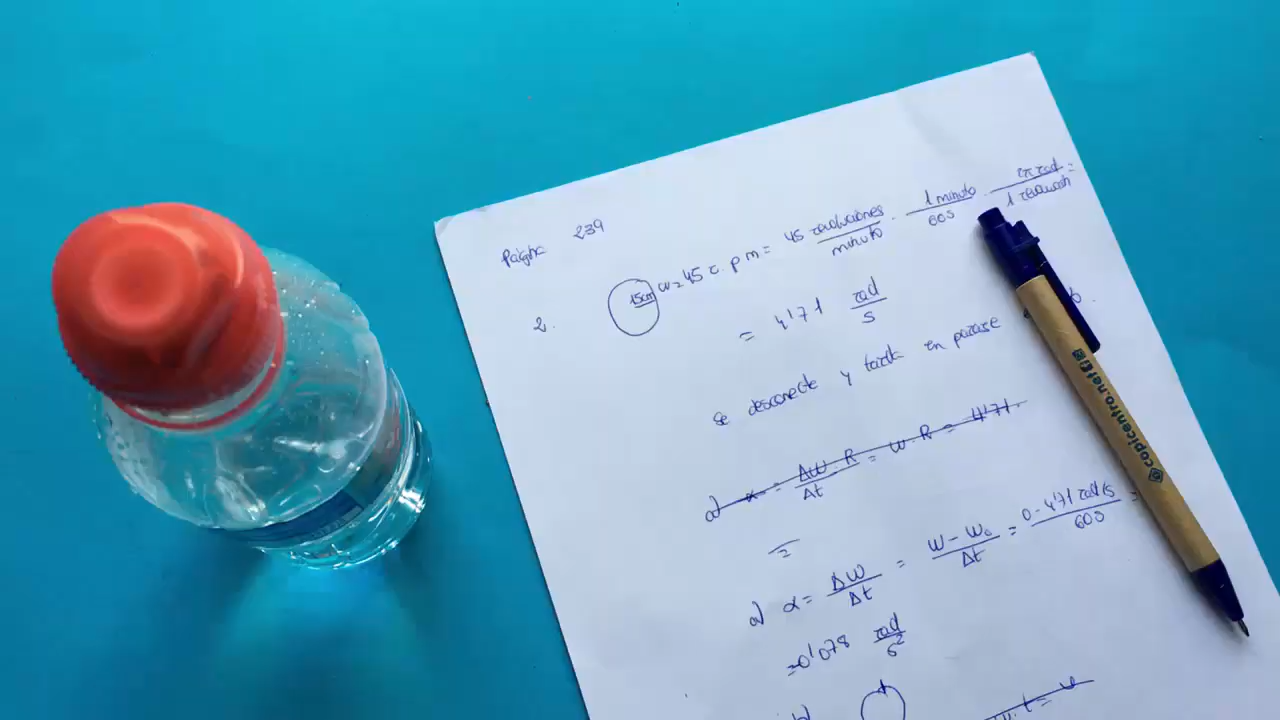 Página 239
2. 15cm ω = 45 r.p m = 45 revoluciones/minuto · 1 minuto/60s · 2π rad/1 revolución =
= 4'71 rad/s
se desconecte y tarda en pararse
a) α = Δω·R/Δt = ω·R = 4'71
=
a) α = Δω/Δt = ω-ω₀/Δt = 0-4'71 rad/s/60s =
=0'078 rad/s²
b)
copicentro.net